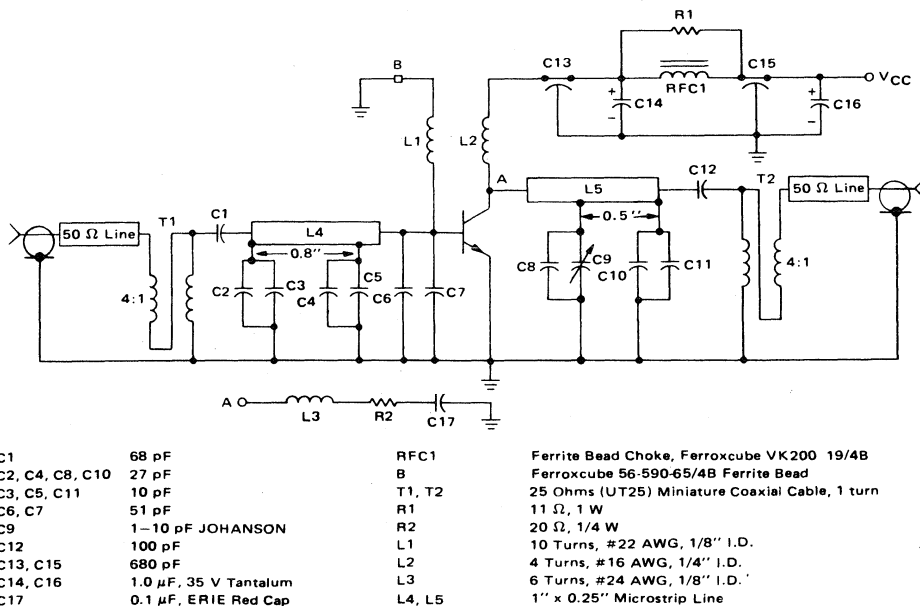 R1
B
C13
C15
RFC1
V_CC
C14
C16
L1
L2
A
C12
T2
50 Ω Line
T1
C1
50 Ω Line
L4
L5
0.8''
0.5''
4:1
C2
C3
C4
C5
C6
C7
C8
C9
C10
C11
4:1
A
L3
R2
C17
C1 68 pF
C2, C4, C8, C10 27 pF
C3, C5, C11 10 pF
C6, C7 51 pF
C9 1–10 pF JOHANSON
C12 100 pF
C13, C15 680 pF
C14, C16 1.0 μF, 35 V Tantalum
C17 0.1 μF, ERIE Red Cap
RFC1 Ferrite Bead Choke, Ferroxcube VK200 19/4B
B Ferroxcube 56-590-65/4B Ferrite Bead
T1, T2 25 Ohms (UT25) Miniature Coaxial Cable, 1 turn
R1 11 Ω, 1 W
R2 20 Ω, 1/4 W
L1 10 Turns, #22 AWG, 1/8'' I.D.
L2 4 Turns, #16 AWG, 1/4'' I.D.
L3 6 Turns, #24 AWG, 1/8'' I.D.
L4, L5 1'' x 0.25'' Microstrip Line